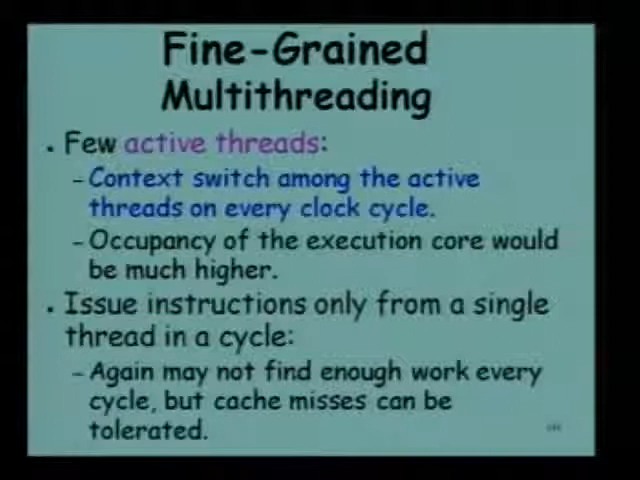 Fine-Grained
Multithreading
• Few active threads:
– Context switch among the active
threads on every clock cycle.
– Occupancy of the execution core would
be much higher.
• Issue instructions only from a single
thread in a cycle:
– Again may not find enough work every
cycle, but cache misses can be
tolerated.